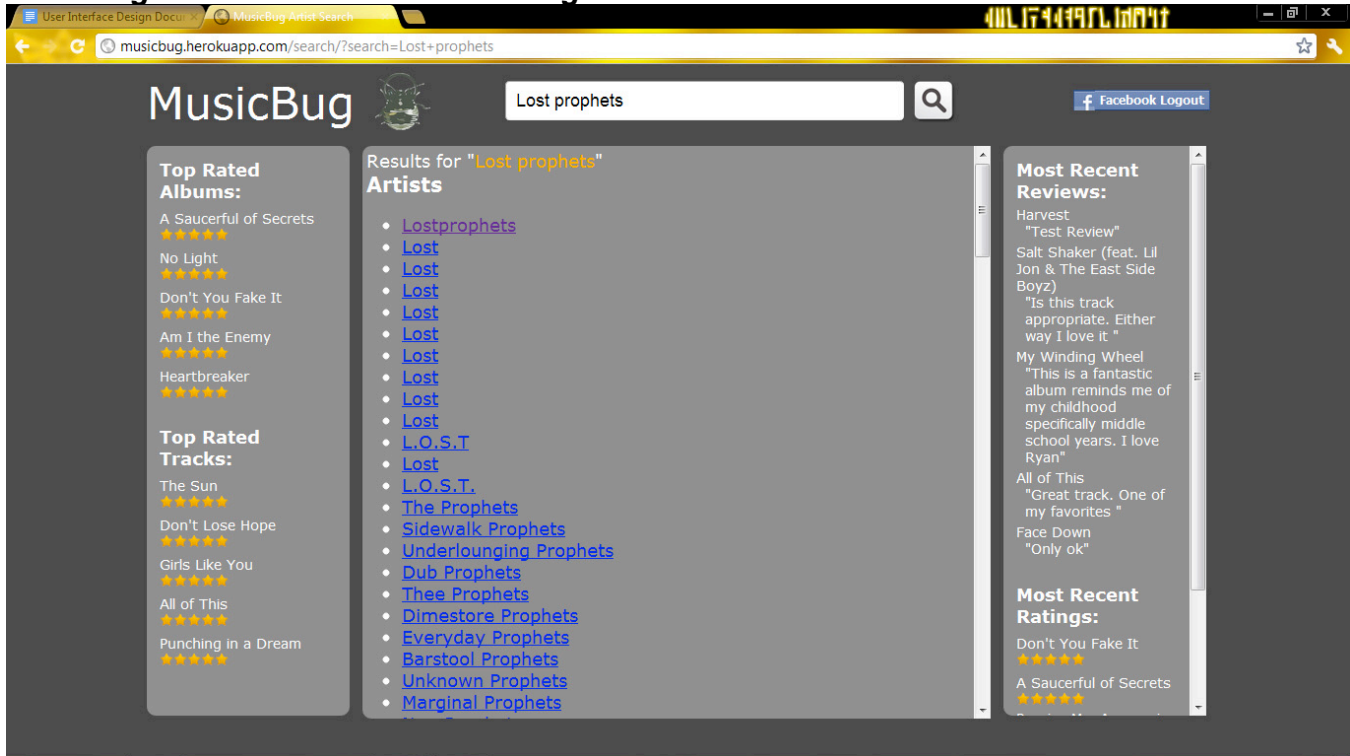 User Interface Design Docu
MusicBug Artist Search
musicbug.herokuapp.com/search/?search=Lost+prophets
MusicBug
Lost prophets
Facebook Logout
Top Rated
Albums:
A Saucerful of Secrets
No Light
Don't You Fake It
Am I the Enemy
Heartbreaker
Top Rated
Tracks:
The Sun
Don't Lose Hope
Girls Like You
All of This
Punching in a Dream
Results for "Lost prophets"
Artists
Lostprophets
Lost
Lost
Lost
Lost
Lost
Lost
Lost
Lost
Lost
L.O.S.T
Lost
L.O.S.T.
The Prophets
Sidewalk Prophets
Underlounging Prophets
Dub Prophets
Thee Prophets
Dimestore Prophets
Everyday Prophets
Barstool Prophets
Unknown Prophets
Marginal Prophets
Most Recent
Reviews:
Harvest
"Test Review"
Salt Shaker (feat. Lil
Jon & The East Side
Boyz)
"Is this track
appropriate. Either
way I love it "
My Winding Wheel
"This is a fantastic
album reminds me of
my childhood
specifically middle
school years. I love
Ryan"
All of This
"Great track. One of
my favorites "
Face Down
"Only ok"
Most Recent
Ratings:
Don't You Fake It
A Saucerful of Secrets